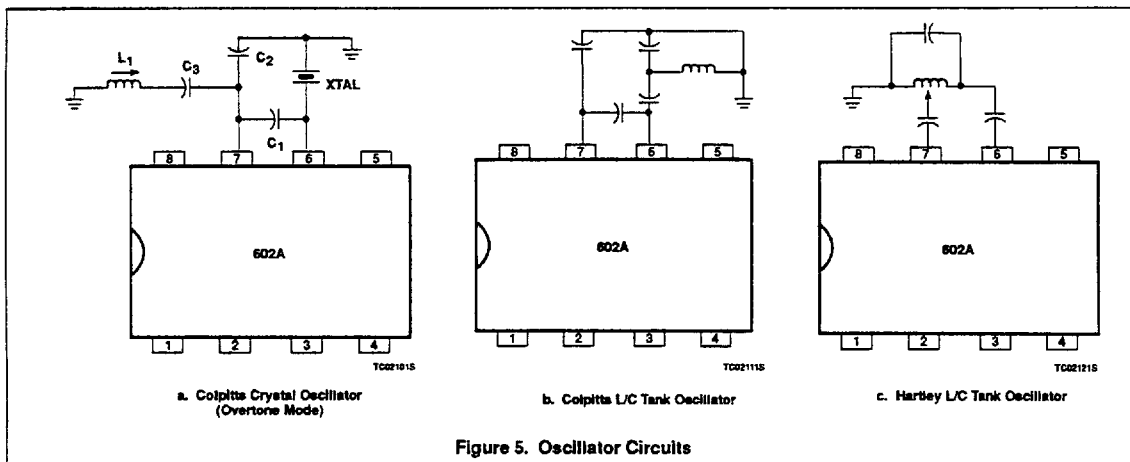 L1
C3
C2
XTAL
C1
8 7 6 5
602A
1 2 3 4
TC02101S
a. Colpitts Crystal Oscillator
(Overtone Mode)
8 7 6 5
602A
1 2 3 4
TC02111S
b. Colpitts L/C Tank Oscillator
8 7 6 5
602A
1 2 3 4
TC02121S
c. Hartley L/C Tank Oscillator
Figure 5. Oscillator Circuits